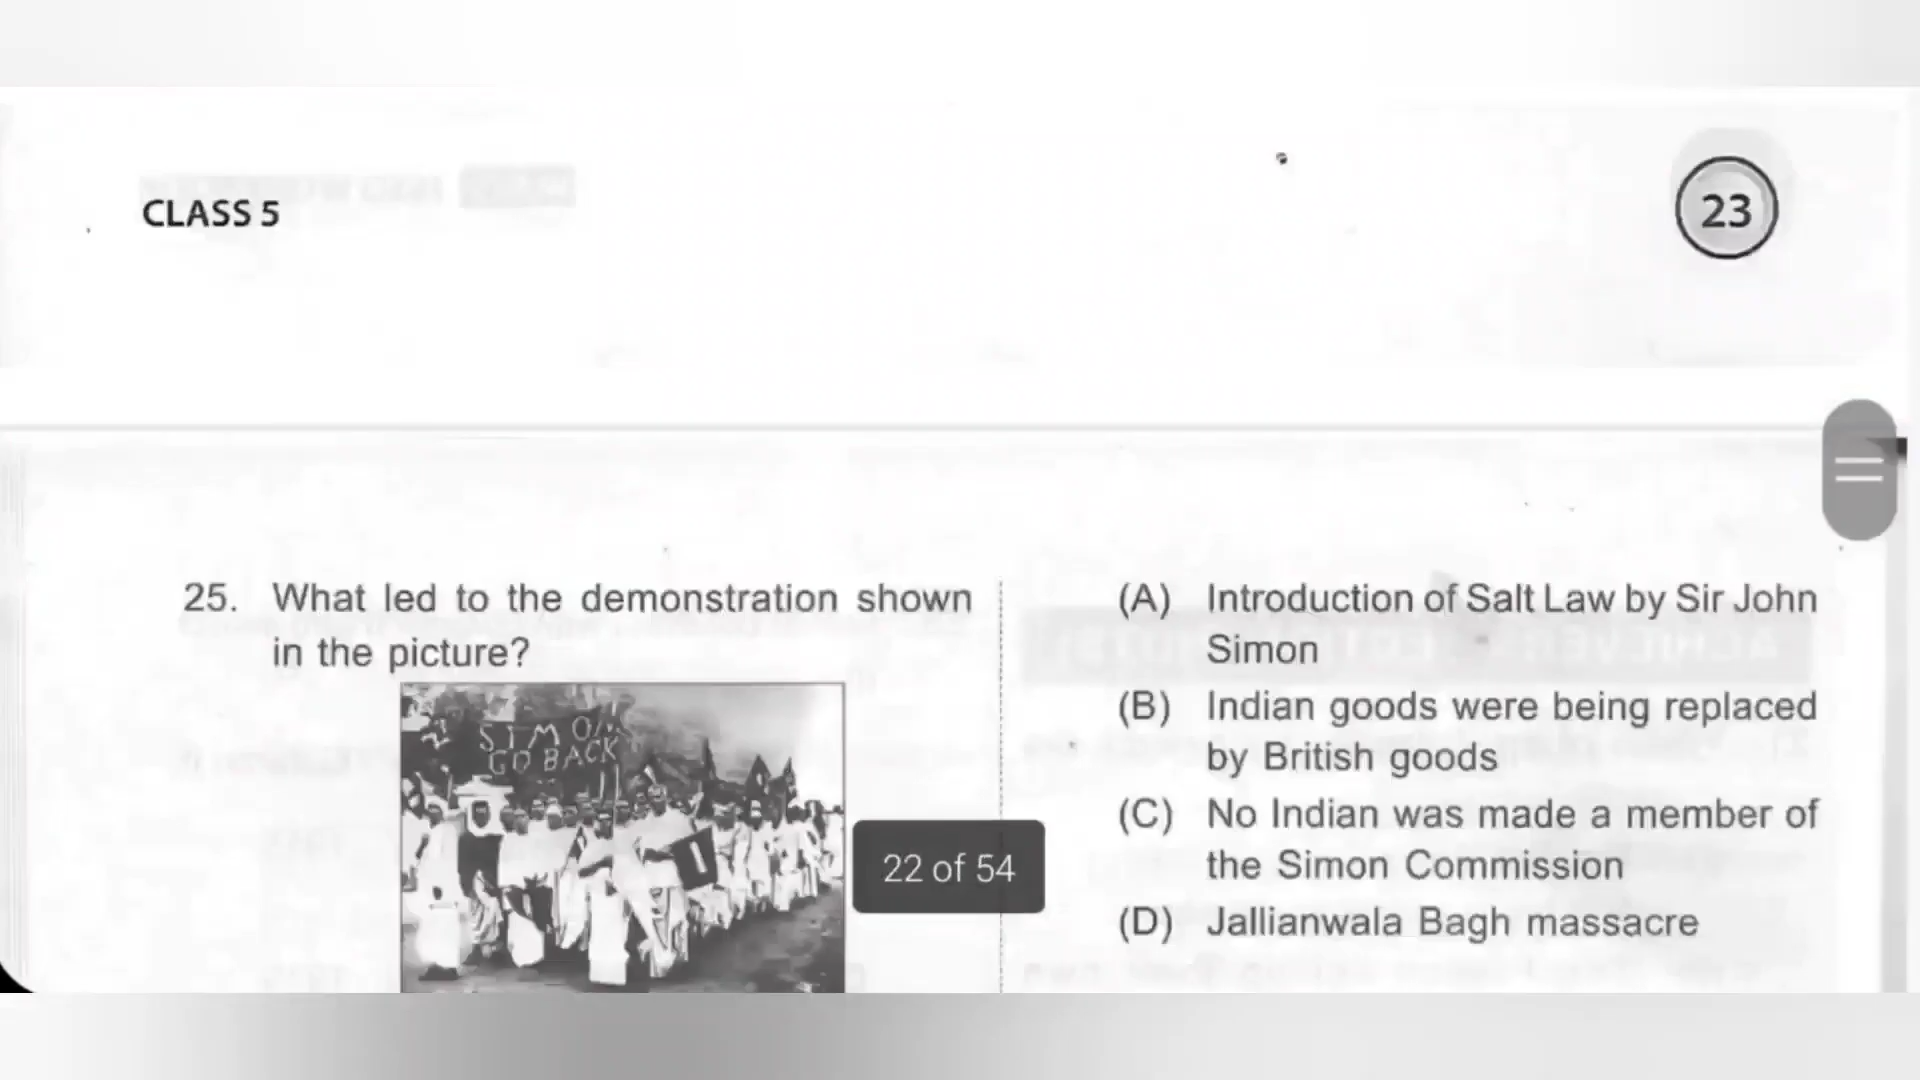 CLASS 5
23
25. What led to the demonstration shown
in the picture?
SIMON
GO BACK
22 of 54
(A) Introduction of Salt Law by Sir John
Simon
(B) Indian goods were being replaced
by British goods
(C) No Indian was made a member of
the Simon Commission
(D) Jallianwala Bagh massacre